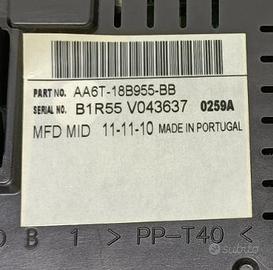 PART NO. AA6T-18B955-BB
SERIAL NO. B1R55 V043637 0259A
MFD MID 11-11-10 MADE IN PORTUGAL
B 1 > PP-T40 <
subito